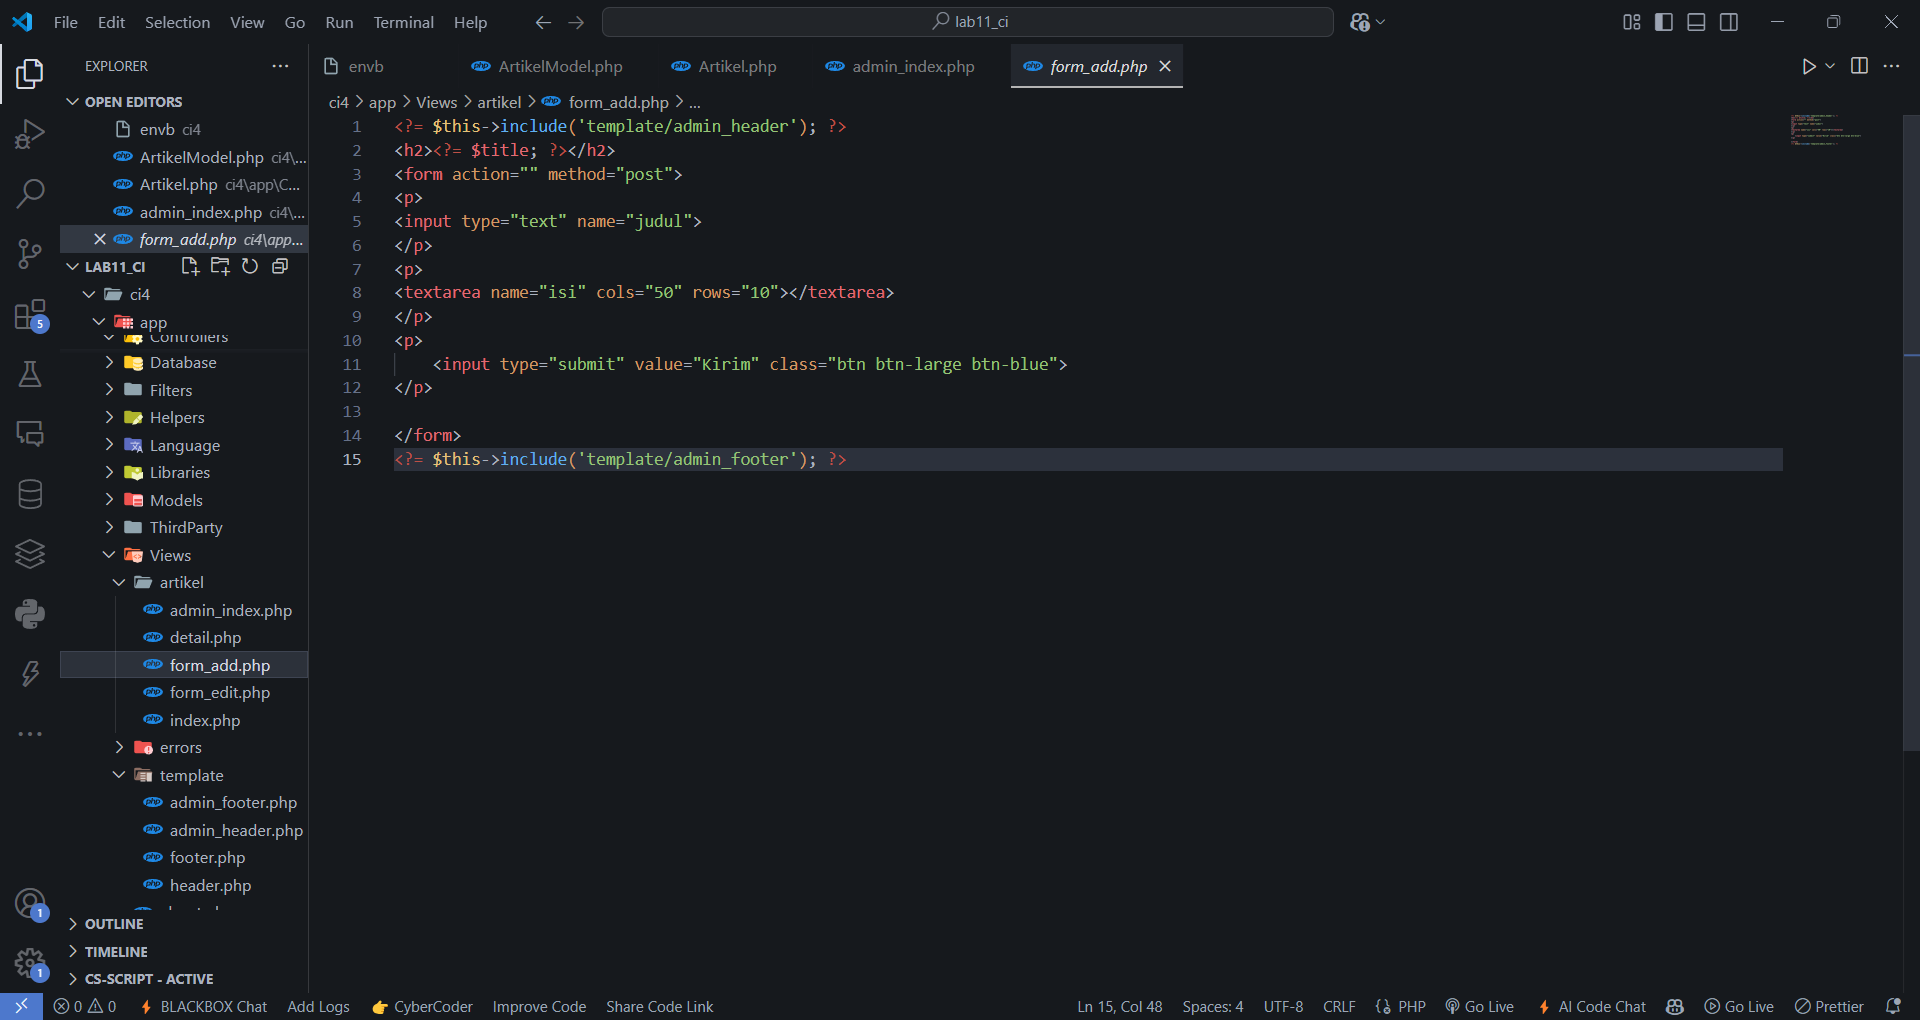 File Edit Selection View Go Run Terminal Help
lab11_ci
EXPLORER
OPEN EDITORS
envb ci4
ArtikelModel.php ci4\...
Artikel.php ci4\app\C...
admin_index.php ci4\...
form_add.php ci4\app...
LAB11_CI
ci4
app
Controllers
Database
Filters
Helpers
Language
Libraries
Models
ThirdParty
Views
artikel
admin_index.php
detail.php
form_add.php
form_edit.php
index.php
errors
template
admin_footer.php
admin_header.php
footer.php
header.php
OUTLINE
TIMELINE
CS-SCRIPT - ACTIVE
5
1
1
envb ArtikelModel.php Artikel.php admin_index.php form_add.php
ci4 > app > Views > artikel > form_add.php > ...
1 <?= $this->include('template/admin_header'); ?>
2 <h2><?= $title; ?></h2>
3 <form action="" method="post">
4 <p>
5 <input type="text" name="judul">
6 </p>
7 <p>
8 <textarea name="isi" cols="50" rows="10"></textarea>
9 </p>
10 <p>
11 <input type="submit" value="Kirim" class="btn btn-large btn-blue">
12 </p>
13
14 </form>
15 <?= $this->include('template/admin_footer'); ?>
0 0 BLACKBOX Chat Add Logs CyberCoder Improve Code Share Code Link Ln 15, Col 48 Spaces: 4 UTF-8 CRLF PHP Go Live AI Code Chat Go Live Prettier